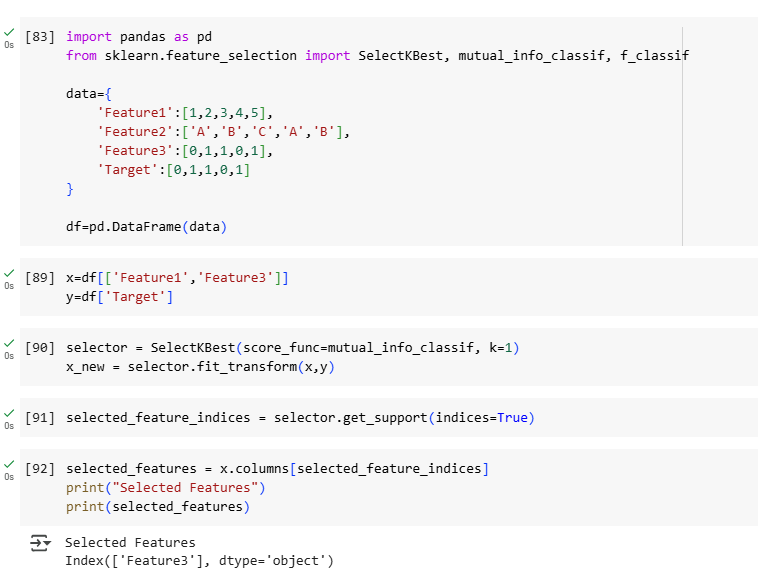 [83] import pandas as pd
0s
from sklearn.feature_selection import SelectKBest, mutual_info_classif, f_classif
data={
'Feature1':[1,2,3,4,5],
'Feature2':['A','B','C','A','B'],
'Feature3':[0,1,1,0,1],
'Target':[0,1,1,0,1]
}
df=pd.DataFrame(data)
[89] x=df[['Feature1','Feature3']]
0s
y=df['Target']
[90] selector = SelectKBest(score_func=mutual_info_classif, k=1)
0s
x_new = selector.fit_transform(x,y)
[91] selected_feature_indices = selector.get_support(indices=True)
0s
[92] selected_features = x.columns[selected_feature_indices]
0s
print("Selected Features")
print(selected_features)
Selected Features
Index(['Feature3'], dtype='object')